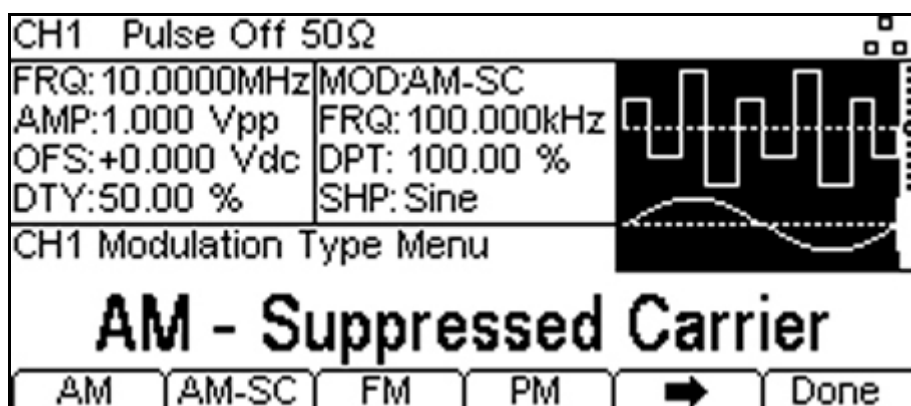 CH1 Pulse Off 50Ω
FRQ:10.0000MHz
AMP:1.000 Vpp
OFS:+0.000 Vdc
DTY:50.00 %
MOD:AM-SC
FRQ:100.000kHz
DPT: 100.00 %
SHP: Sine
CH1 Modulation Type Menu
AM - Suppressed Carrier
AM AM-SC FM PM ➡ Done